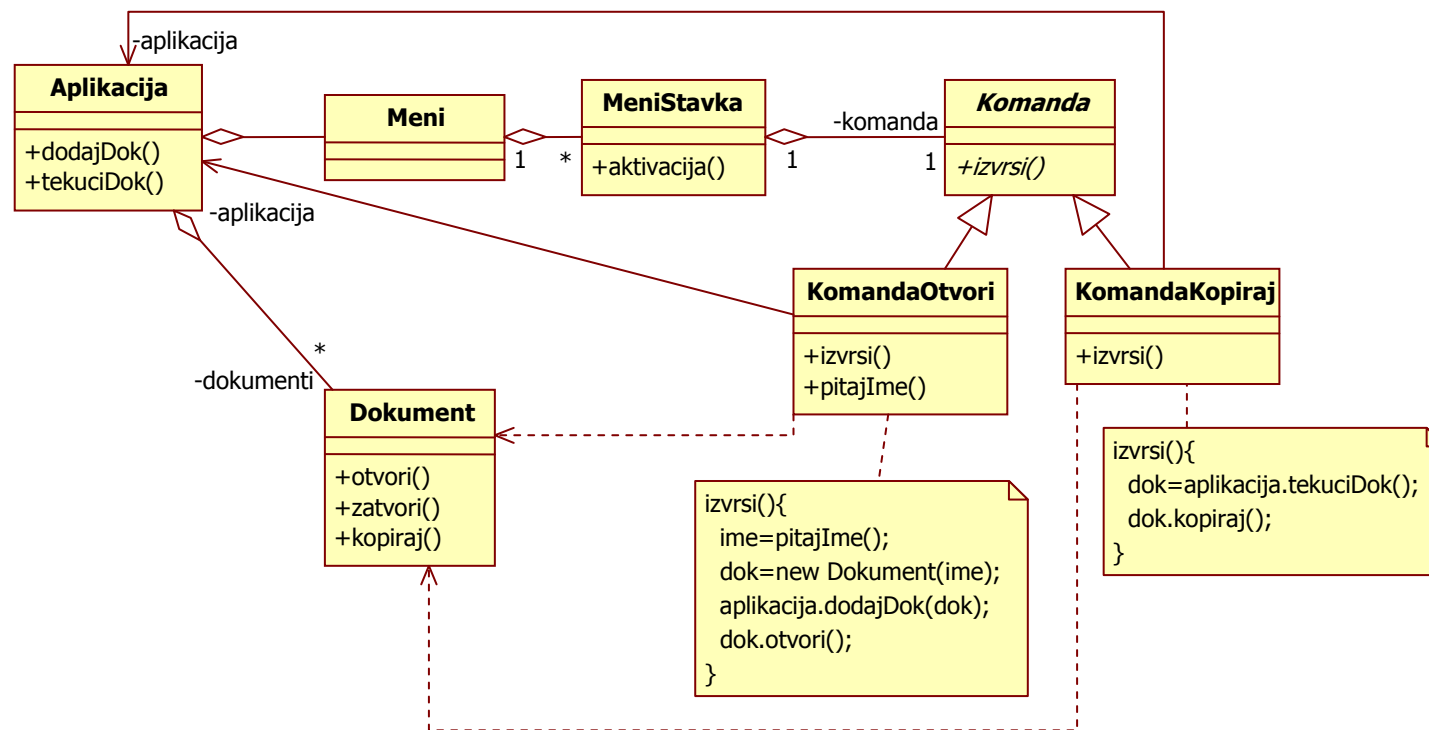 -aplikacija
Aplikacija
+dodajDok()
+tekuciDok()
Meni
1
*
MeniStavka
+aktivacija()
1
-komanda
1
Komanda
+izvrsi()
-aplikacija
KomandaOtvori
+izvrsi()
+pitajIme()
KomandaKopiraj
+izvrsi()
*
-dokumenti
Dokument
+otvori()
+zatvori()
+kopiraj()
izvrsi(){
ime=pitajIme();
dok=new Dokument(ime);
aplikacija.dodajDok(dok);
dok.otvori();
}
izvrsi(){
dok=aplikacija.tekuciDok();
dok.kopiraj();
}